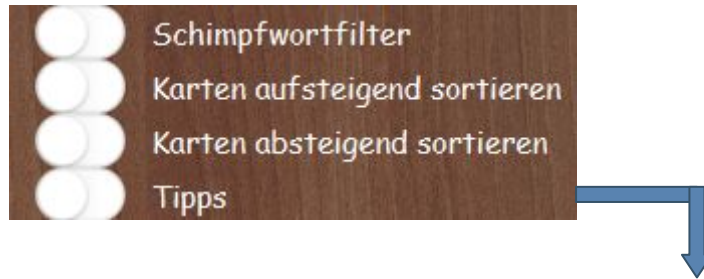 Schimpfwortfilter
Karten aufsteigend sortieren
Karten absteigend sortieren
Tipps